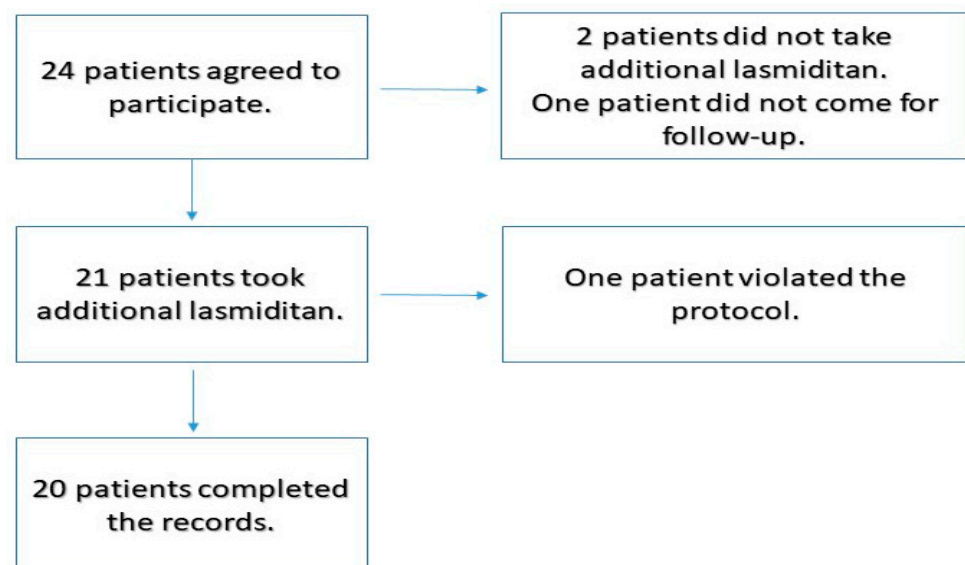 24 patients agreed to
participate.
2 patients did not take
additional lasmiditan.
One patient did not come for
follow-up.
21 patients took
additional lasmiditan.
One patient violated the
protocol.
20 patients completed
the records.